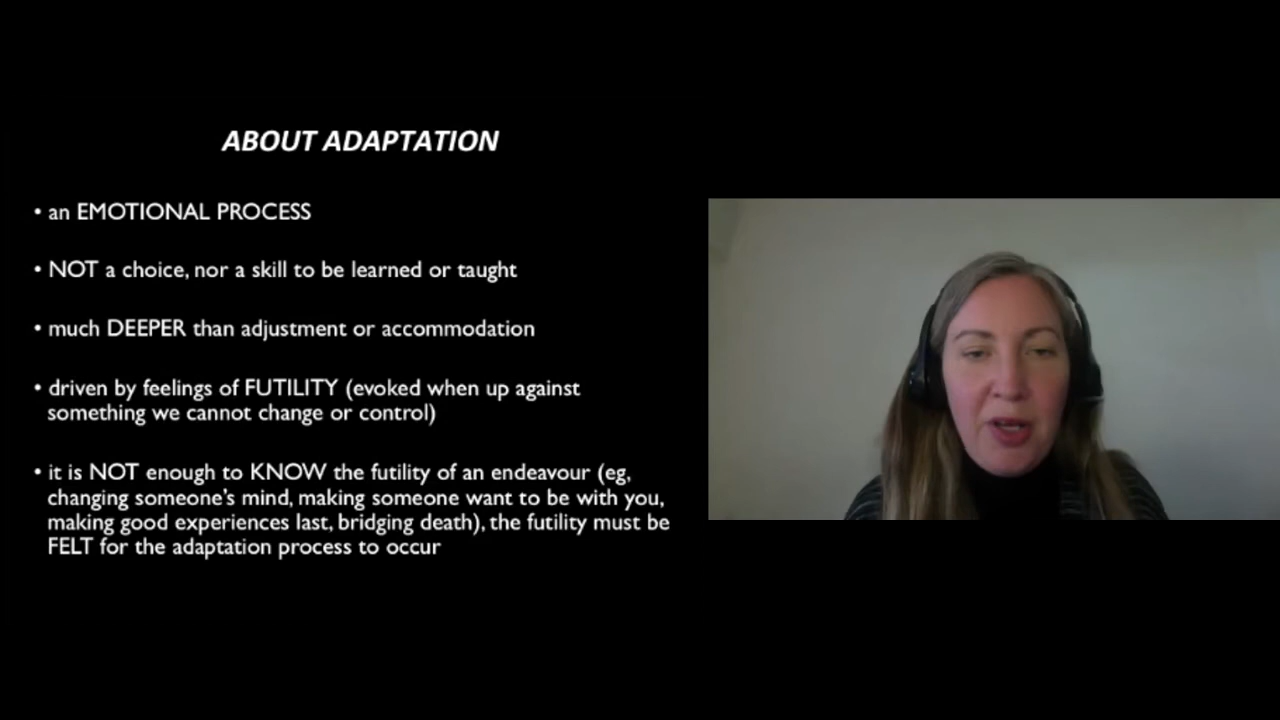 ABOUT ADAPTATION
• an EMOTIONAL PROCESS
• NOT a choice, nor a skill to be learned or taught
• much DEEPER than adjustment or accommodation
• driven by feelings of FUTILITY (evoked when up against
something we cannot change or control)
• it is NOT enough to KNOW the futility of an endeavour (eg,
changing someone's mind, making someone want to be with you,
making good experiences last, bridging death), the futility must be
FELT for the adaptation process to occur